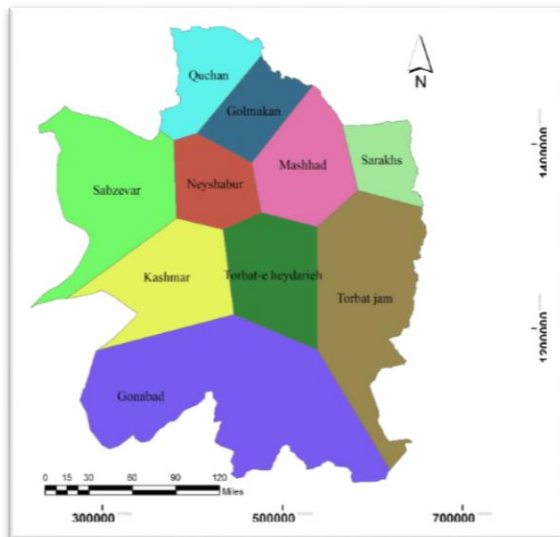 Quchan
N
Golmakan
1400000
Mashhad
Sarakhs
Sabzevar
Neyshabur
Kashmar
Torbat-e heydarieh
Torbat jam
1200000
Gonabad
0 15 30 60 90 120
Miles
300000 500000 700000